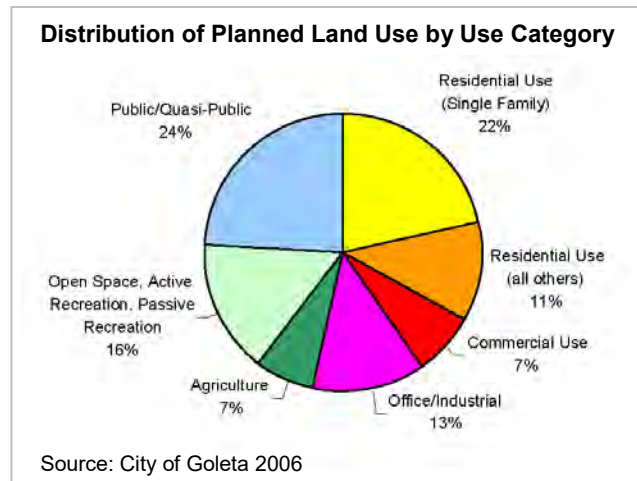 Distribution of Planned Land Use by Use Category
Residential Use
(Single Family)
22%
Public/Quasi-Public
24%
Residential Use
(all others)
11%
Open Space, Active
Recreation, Passive
Recreation
16%
Commercial Use
7%
Agriculture
7%
Office/Industrial
13%
Source: City of Goleta 2006